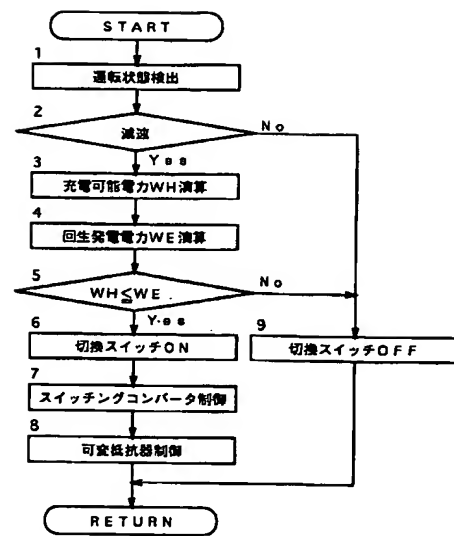 START
1
運転状態検出
2
減速
No
Yes
3
充電可能電力WH演算
4
回生発電電力WE演算
5
WH≦WE
No
Yes
6
切換スイッチON
9
切換スイッチOFF
7
スイッチングコンバータ制御
8
可変抵抗器制御
RETURN